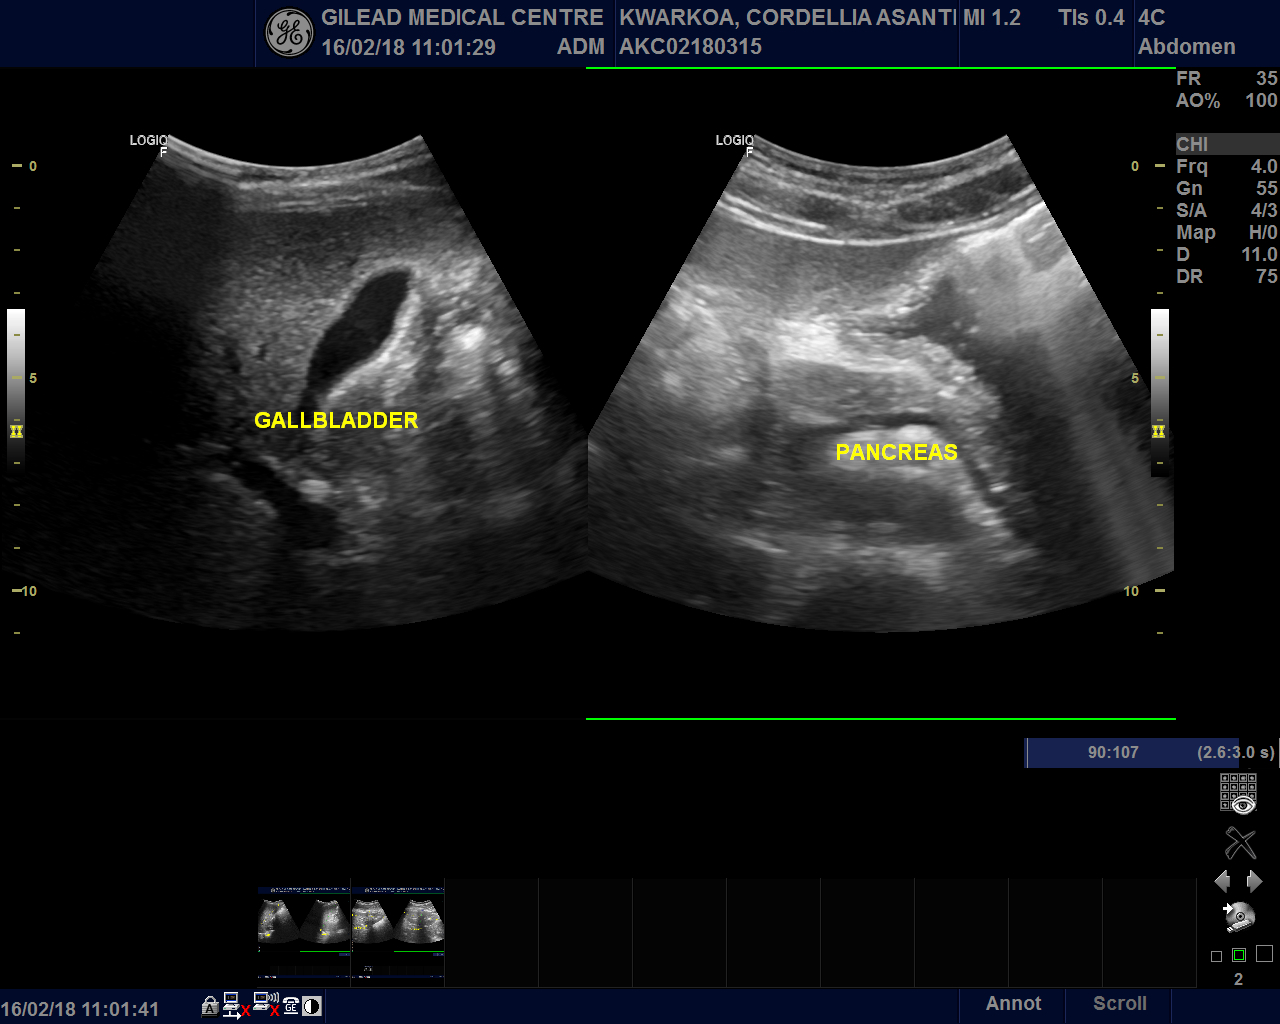 GILEAD MEDICAL CENTRE
16/02/18 11:01:29 ADM
KWARKOA, CORDELLIA ASANTI
AKC02180315
MI 1.2 TIs 0.4
4C
Abdomen
FR 35
AO% 100
CHI
Frq 4.0
Gn 55
S/A 4/3
Map H/0
D 11.0
DR 75
LOGIQ
F
0
5
10
GALLBLADDER
LOGIQ
F
0
5
10
PANCREAS
90:107 (2.6:3.0 s)
2
16/02/18 11:01:41
A
X
X
GE
Annot
Scroll